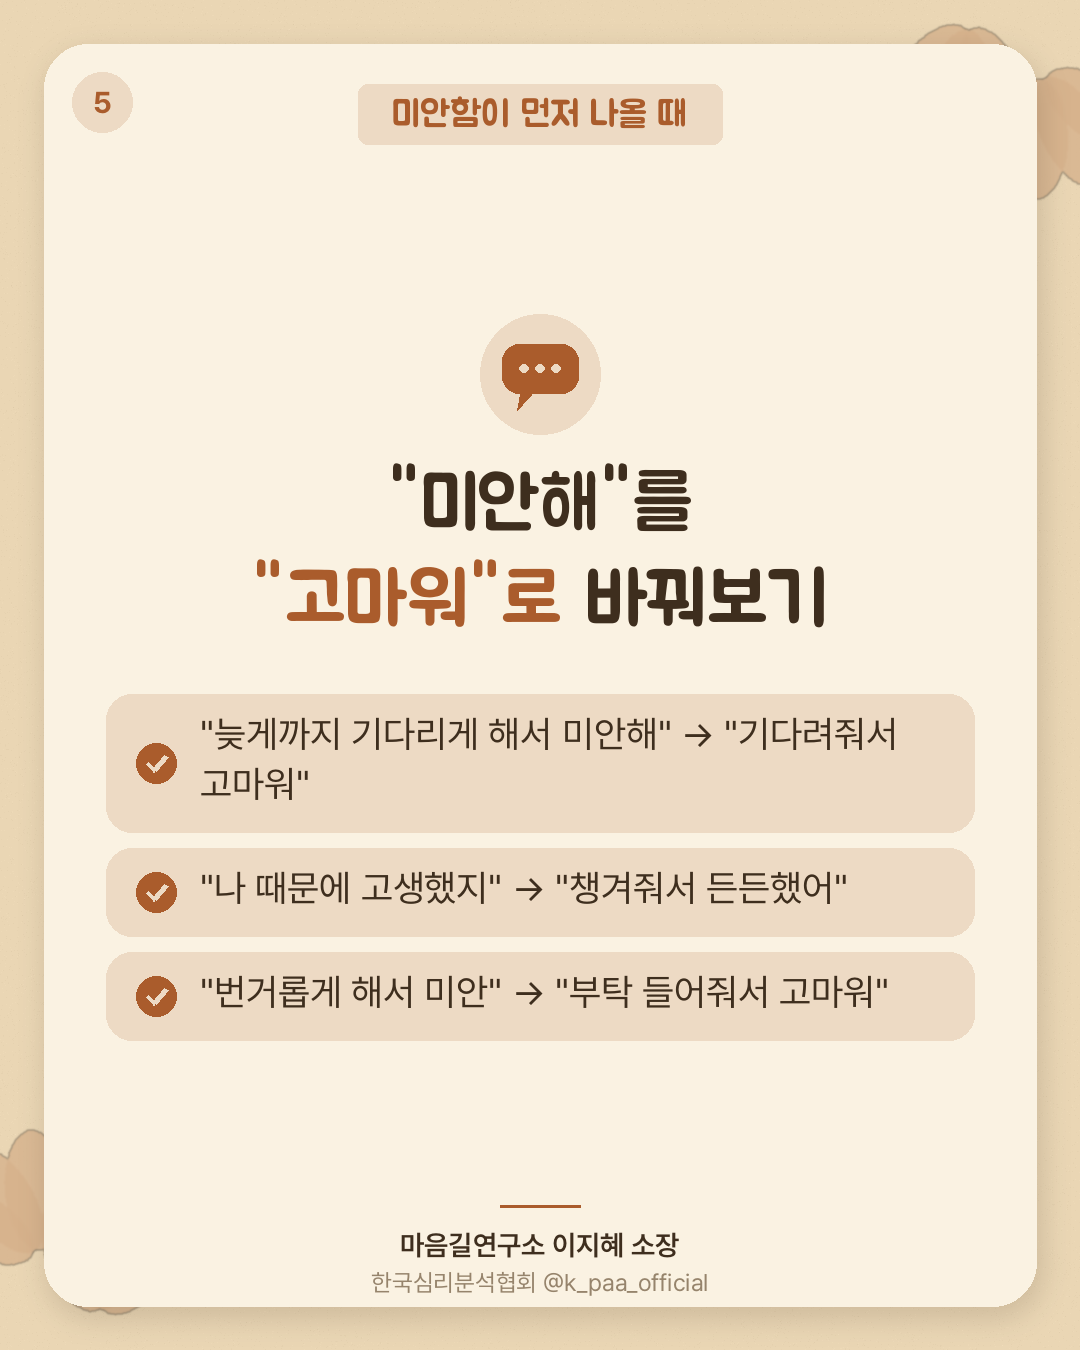 5
미안함이 먼저 나올 때
"미안해"를
"고마워"로 바꿔보기
"늦게까지 기다리게 해서 미안해" → "기다려줘서
고마워"
"나 때문에 고생했지" → "챙겨줘서 든든했어"
"번거롭게 해서 미안" → "부탁 들어줘서 고마워"
마음길연구소 이지혜 소장
한국심리분석협회 @k_paa_official